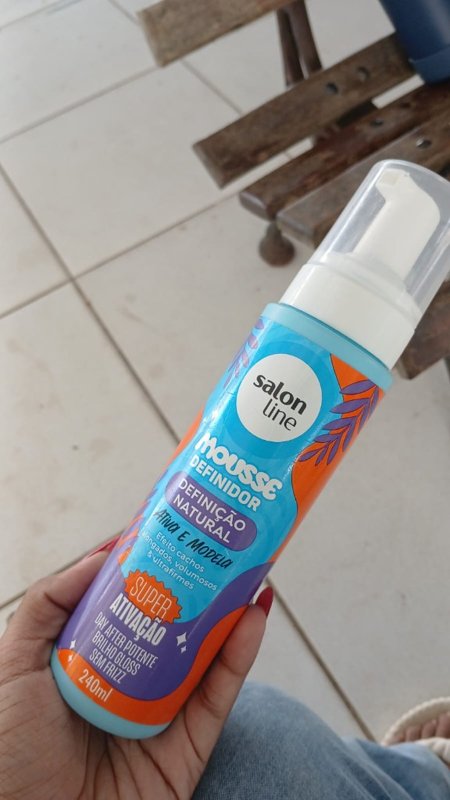 salon
line
mousse
DEFINIDOR
DEFINIÇÃO
NATURAL
ATIVA E MODELA
Efeito cachos
alongados, volumosos
& ultrafirmes
SUPER
ATIVAÇÃO
DAY AFTER POTENTE
BRILHO GLOSS
SEM FRIZZ
240ml